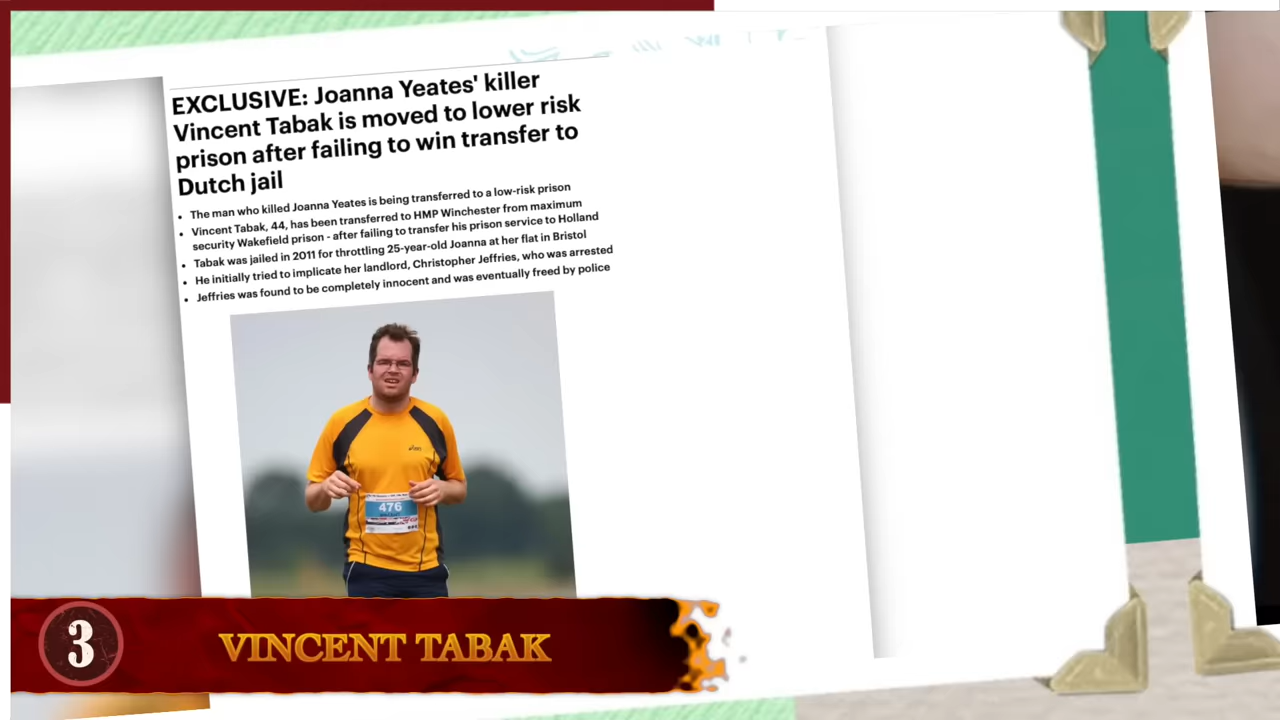 EXCLUSIVE: Joanna Yeates' killer
Vincent Tabak is moved to lower risk
prison after failing to win transfer to
Dutch jail
• The man who killed Joanna Yeates is being transferred to a low-risk prison
• Vincent Tabak, 44, has been transferred to HMP Winchester from maximum
security Wakefield prison - after failing to transfer his prison service to Holland
• Tabak was jailed in 2011 for throttling 25-year-old Joanna at her flat in Bristol
• He initially tried to implicate her landlord, Christopher Jeffries, who was arrested
• Jeffries was found to be completely innocent and was eventually freed by police
476
3
VINCENT TABAK